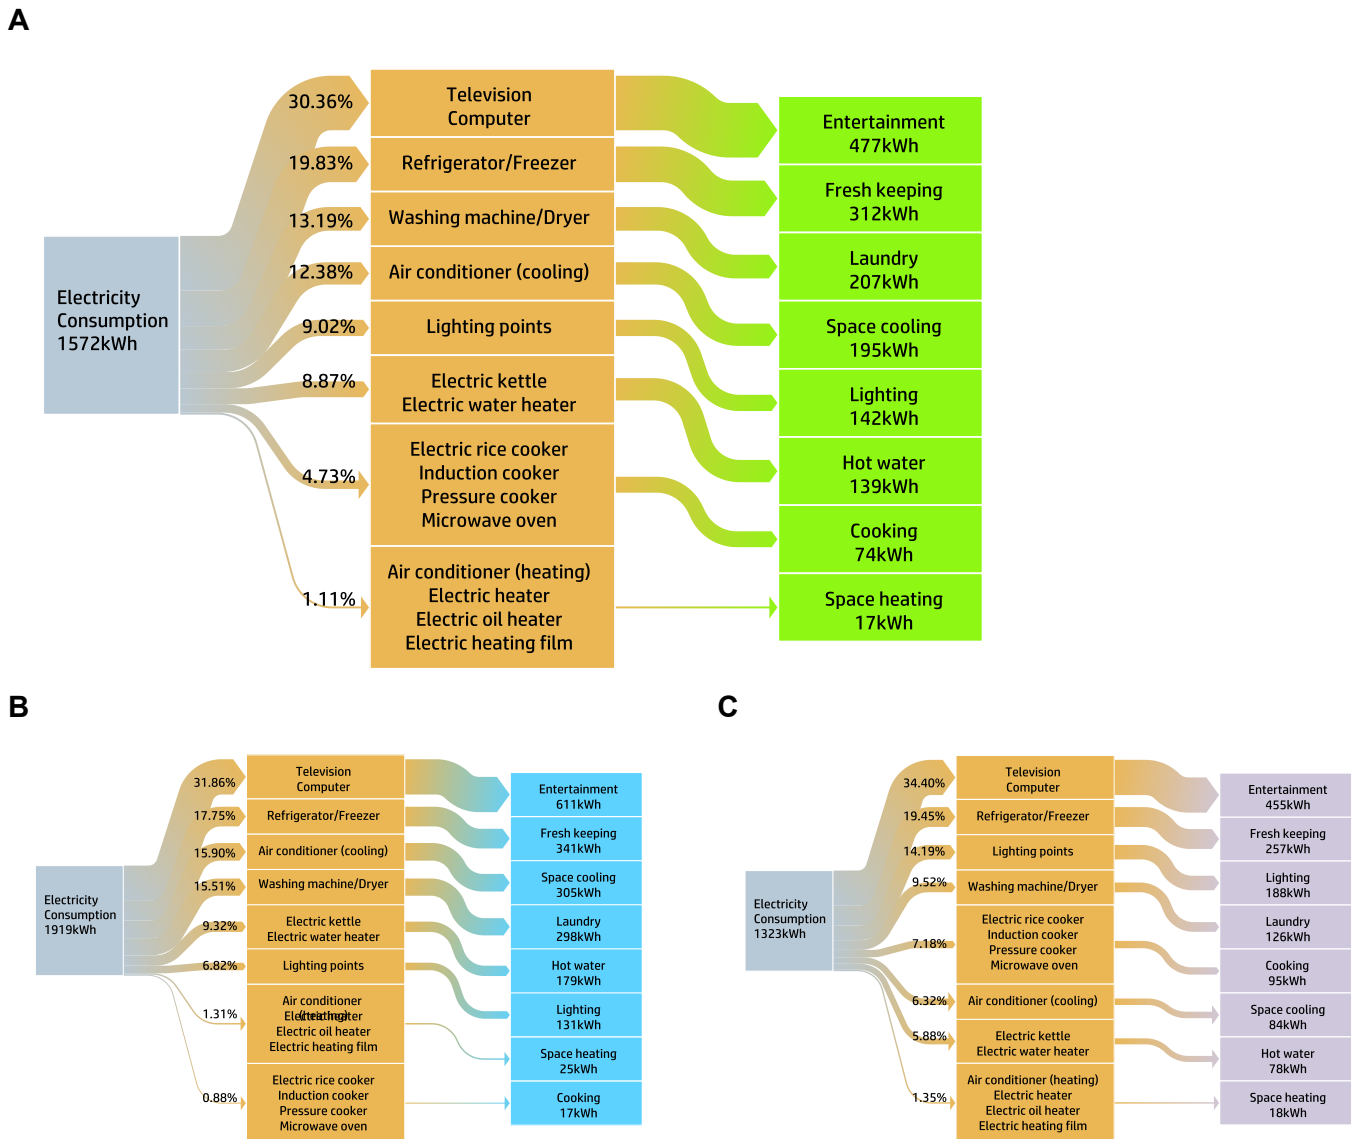 A
Electricity
Consumption
1572kWh
30.36%
19.83%
13.19%
12.38%
9.02%
8.87%
4.73%
1.11%
Television
Computer
Refrigerator/Freezer
Washing machine/Dryer
Air conditioner (cooling)
Lighting points
Electric kettle
Electric water heater
Electric rice cooker
Induction cooker
Pressure cooker
Microwave oven
Air conditioner (heating)
Electric heater
Electric oil heater
Electric heating film
Entertainment
477kWh
Fresh keeping
312kWh
Laundry
207kWh
Space cooling
195kWh
Lighting
142kWh
Hot water
139kWh
Cooking
74kWh
Space heating
17kWh
B
Electricity
Consumption
1919kWh
31.86%
17.75%
15.90%
15.51%
9.32%
6.82%
1.31%
0.88%
Television
Computer
Refrigerator/Freezer
Air conditioner (cooling)
Washing machine/Dryer
Electric kettle
Electric water heater
Lighting points
Air conditioner
(heating)
Electric heater
Electric oil heater
Electric heating film
Electric rice cooker
Induction cooker
Pressure cooker
Microwave oven
Entertainment
611kWh
Fresh keeping
341kWh
Space cooling
305kWh
Laundry
298kWh
Hot water
179kWh
Lighting
131kWh
Space heating
25kWh
Cooking
17kWh
C
Electricity
Consumption
1323kWh
34.40%
19.45%
14.19%
9.52%
7.18%
6.32%
5.88%
1.35%
Television
Computer
Refrigerator/Freezer
Lighting points
Washing machine/Dryer
Electric rice cooker
Induction cooker
Pressure cooker
Microwave oven
Air conditioner (cooling)
Electric kettle
Electric water heater
Air conditioner (heating)
Electric heater
Electric oil heater
Electric heating film
Entertainment
455kWh
Fresh keeping
257kWh
Lighting
188kWh
Laundry
126kWh
Cooking
95kWh
Space cooling
84kWh
Hot water
78kWh
Space heating
18kWh